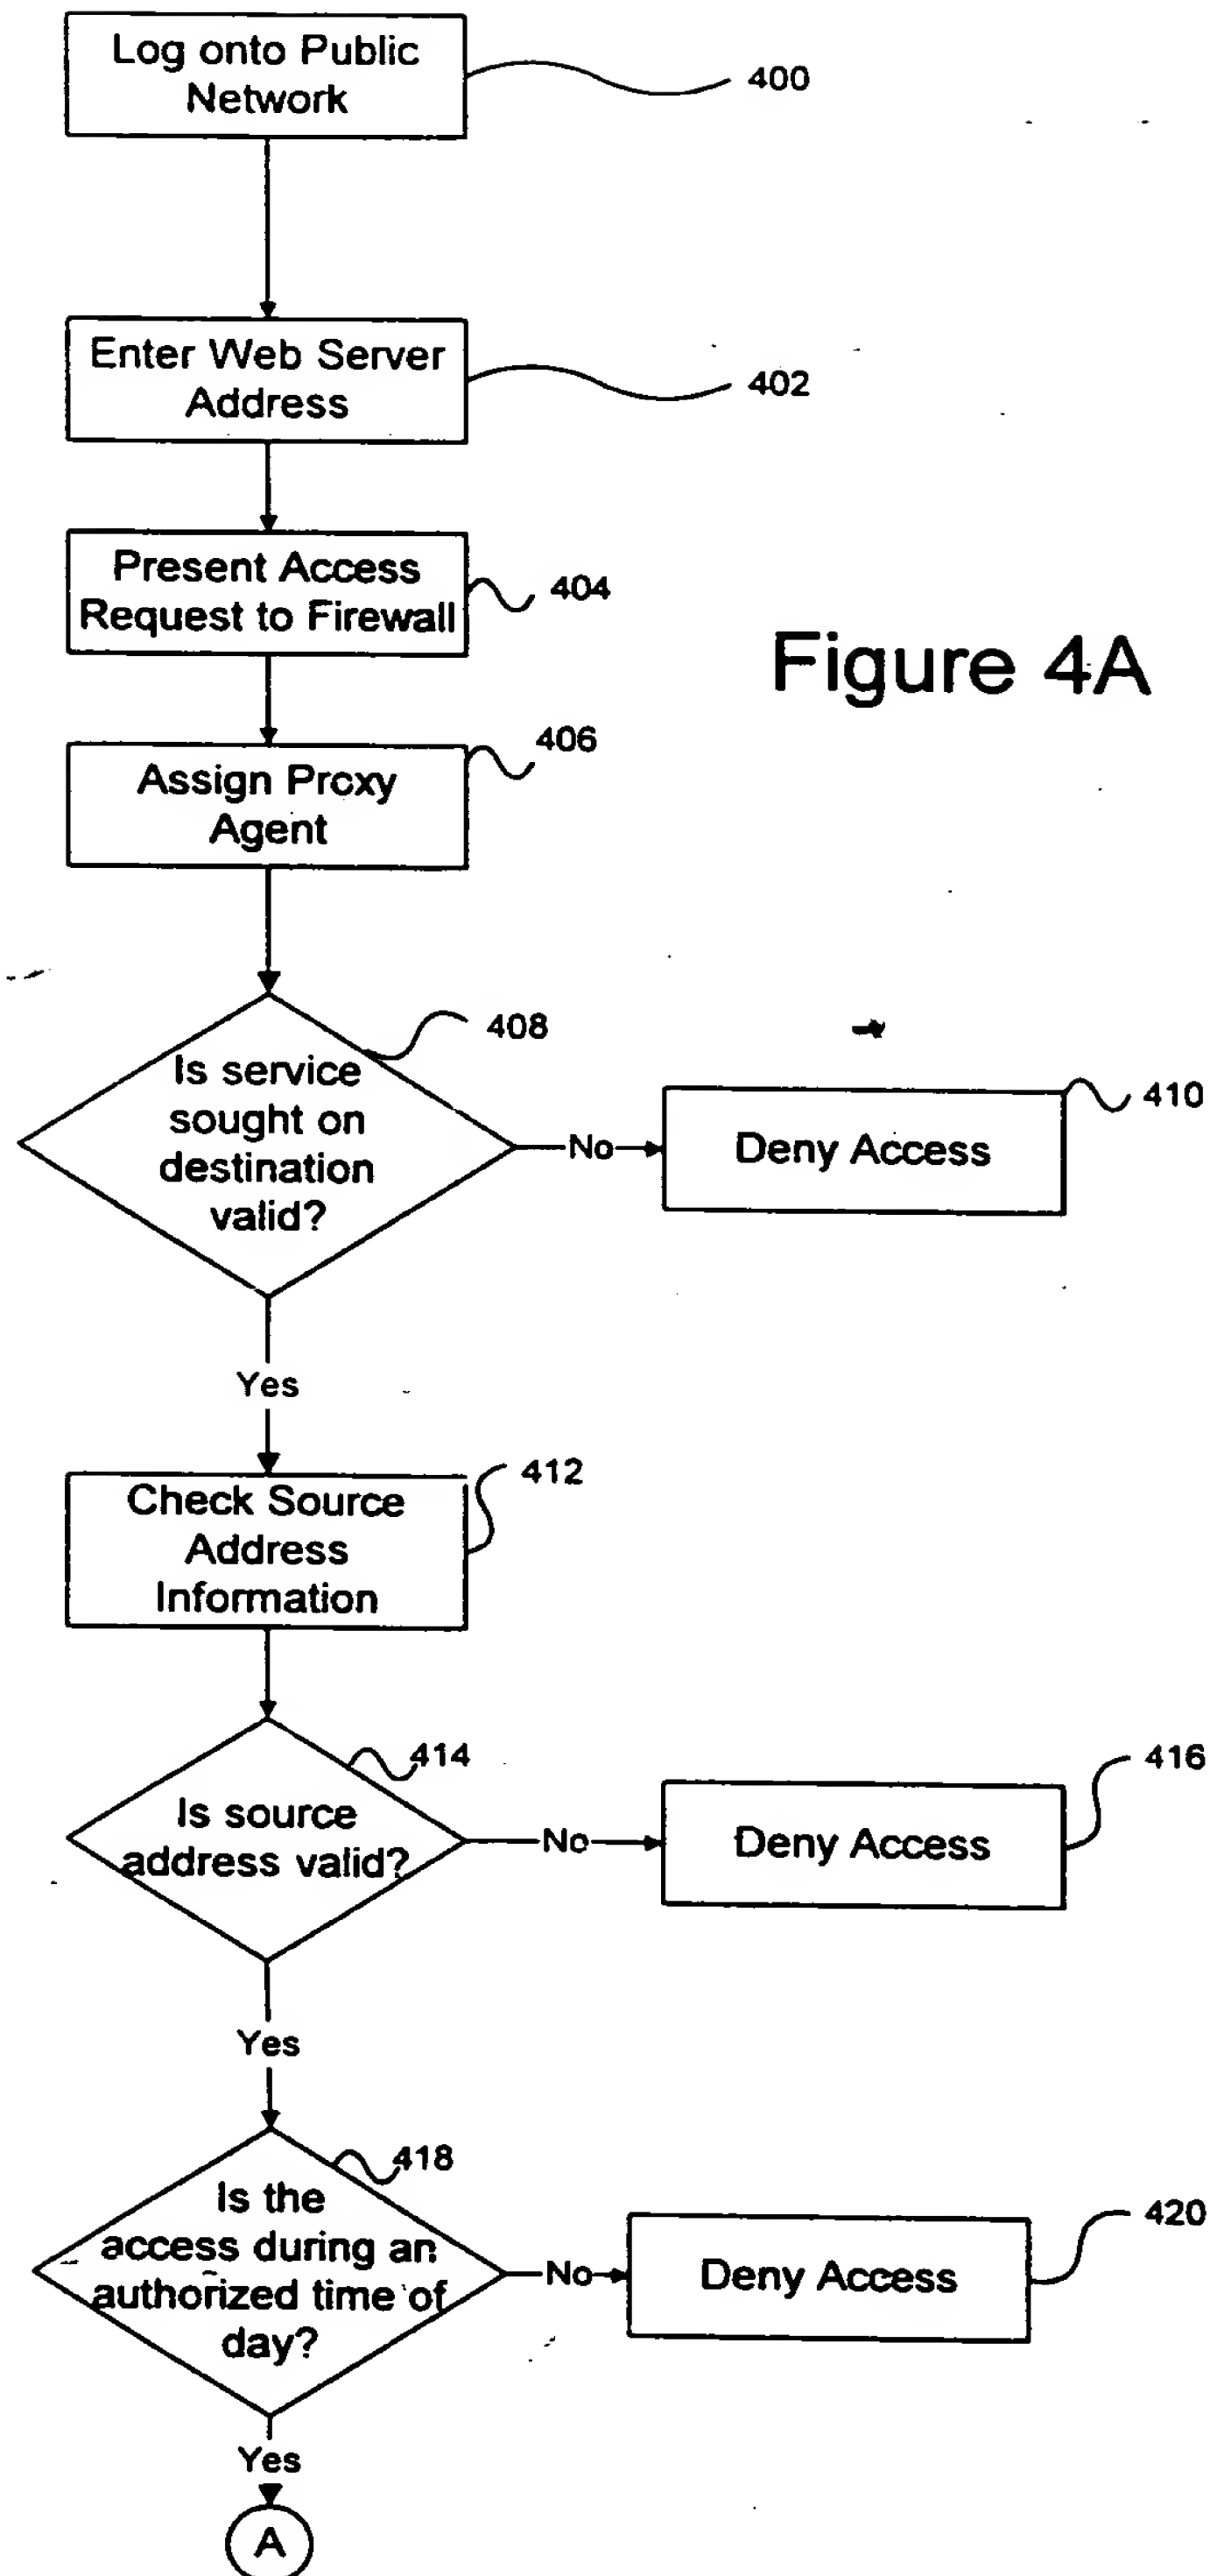 Log onto Public
Network
400
Enter Web Server
Address
402
Present Access
Request to Firewall
404
Figure 4A
406
Assign Proxy
Agent
408
Is service
sought on
destination
valid?
No
410
Deny Access
Yes
412
Check Source
Address
Information
414
Is source
address valid?
No
416
Deny Access
Yes
418
Is the
access during an
authorized time of
day?
No
420
Deny Access
Yes
A